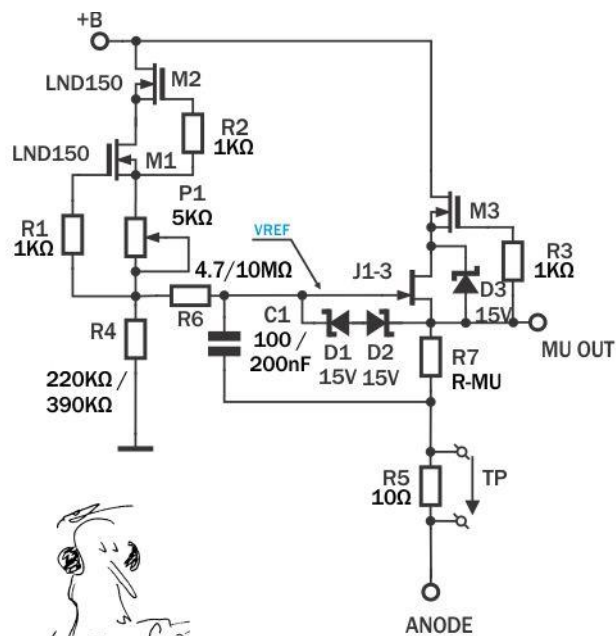 +B
LND150
M2
R2
1KΩ
LND150
M1
P1
5KΩ
R1
1KΩ
M3
VREF
R3
1KΩ
4.7/10MΩ
J1-3
D3
15V
R6
C1
100 /
200nF
D1
15V
D2
15V
MU OUT
R4
220KΩ /
390KΩ
R7
R-MU
R5
10Ω
TP
ANODE